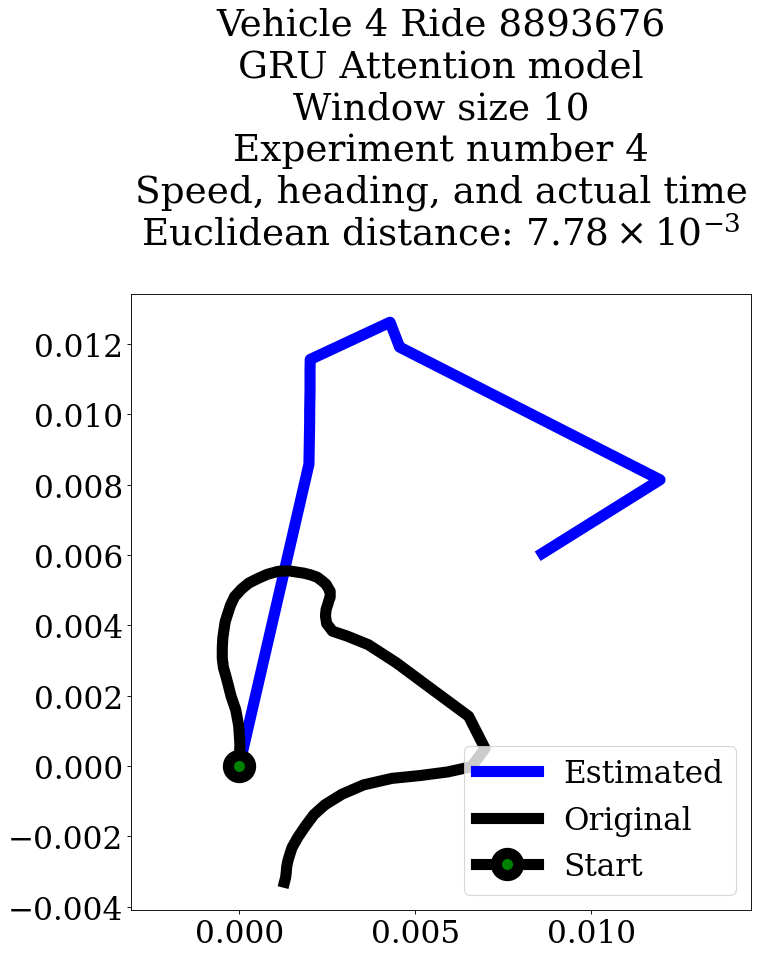 Vehicle 4 Ride 8893676
GRU Attention model
Window size 10
Experiment number 4
Speed, heading, and actual time
Euclidean distance: 7.78 × 10⁻³
0.012
0.010
0.008
0.006
0.004
0.002
0.000
−0.002
−0.004
Estimated
Original
Start
0.000 0.005 0.010